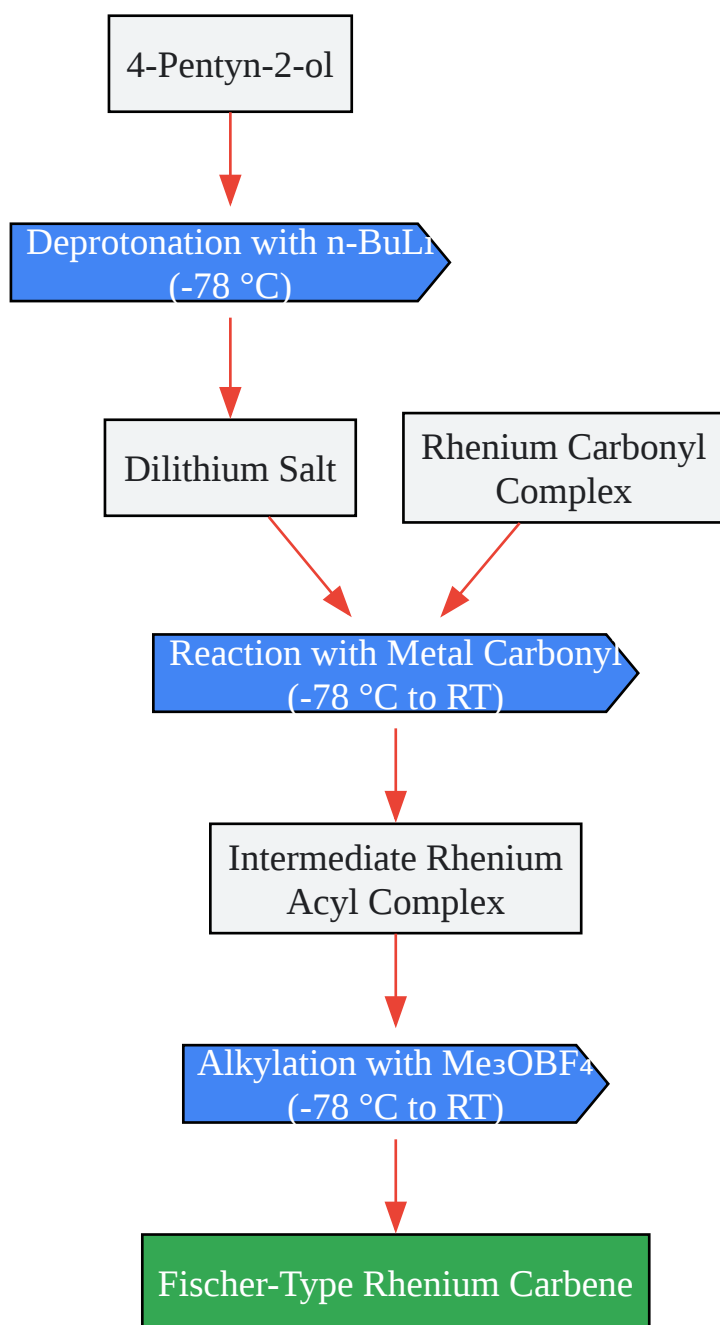 4-Pentyn-2-ol
Deprotonation with n-BuLi
(-78 °C)
Dilithium Salt
Rhenium Carbonyl
Complex
Reaction with Metal Carbonyl
(-78 °C to RT)
Intermediate Rhenium
Acyl Complex
Alkylation with Me₃OBF₄
(-78 °C to RT)
Fischer-Type Rhenium Carbene